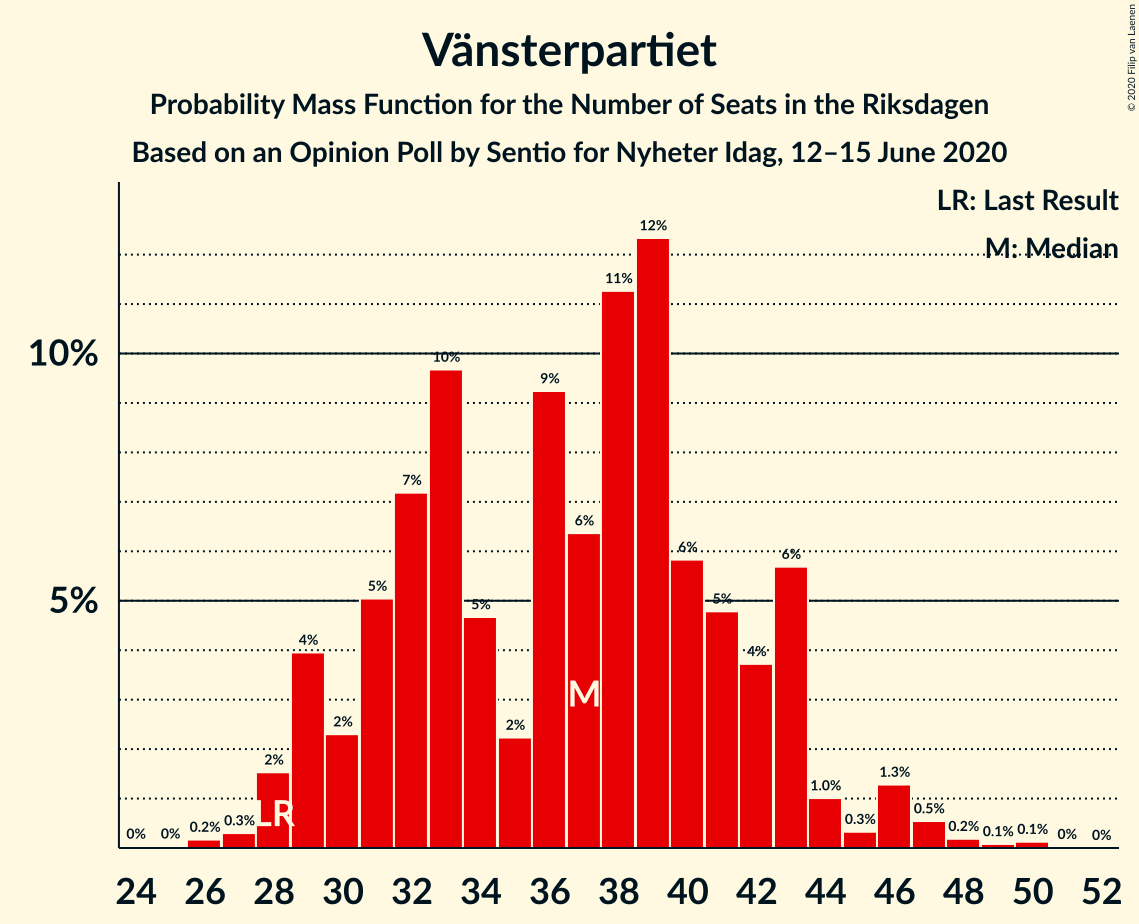 Vänsterpartiet
Probability Mass Function for the Number of Seats in the Riksdagen
Based on an Opinion Poll by Sentio for Nyheter Idag, 12–15 June 2020
© 2020 Filip van Laenen
LR: Last Result
M: Median
10%
5%
0% 0% 0.2% 0.3% 2% 4% 2% 5% 7% 10% 5% 2% 9% 6% 11% 12% 6% 5% 4% 6% 1.0% 0.3% 1.3% 0.5% 0.2% 0.1% 0.1% 0% 0%
LR
M
24 26 28 30 32 34 36 38 40 42 44 46 48 50 52